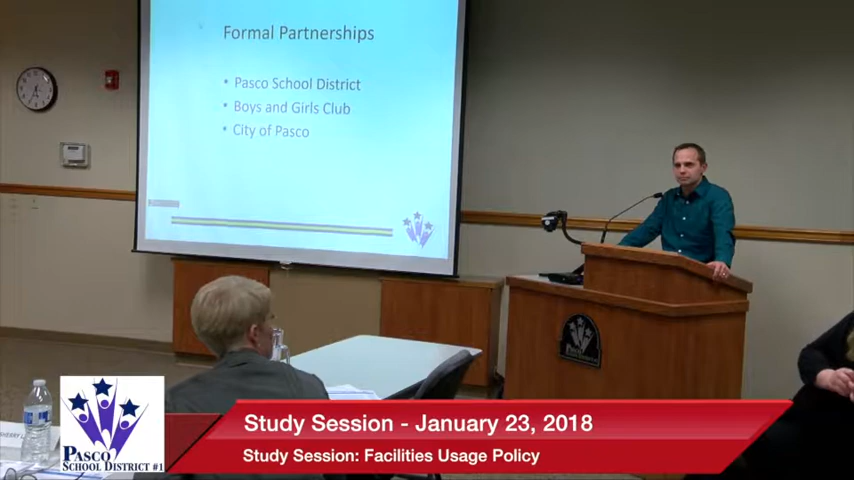 Formal Partnerships
• Pasco School District
• Boys and Girls Club
• City of Pasco
Study Session - January 23, 2018
Study Session: Facilities Usage Policy
PASCO
SCHOOL DISTRICT #1